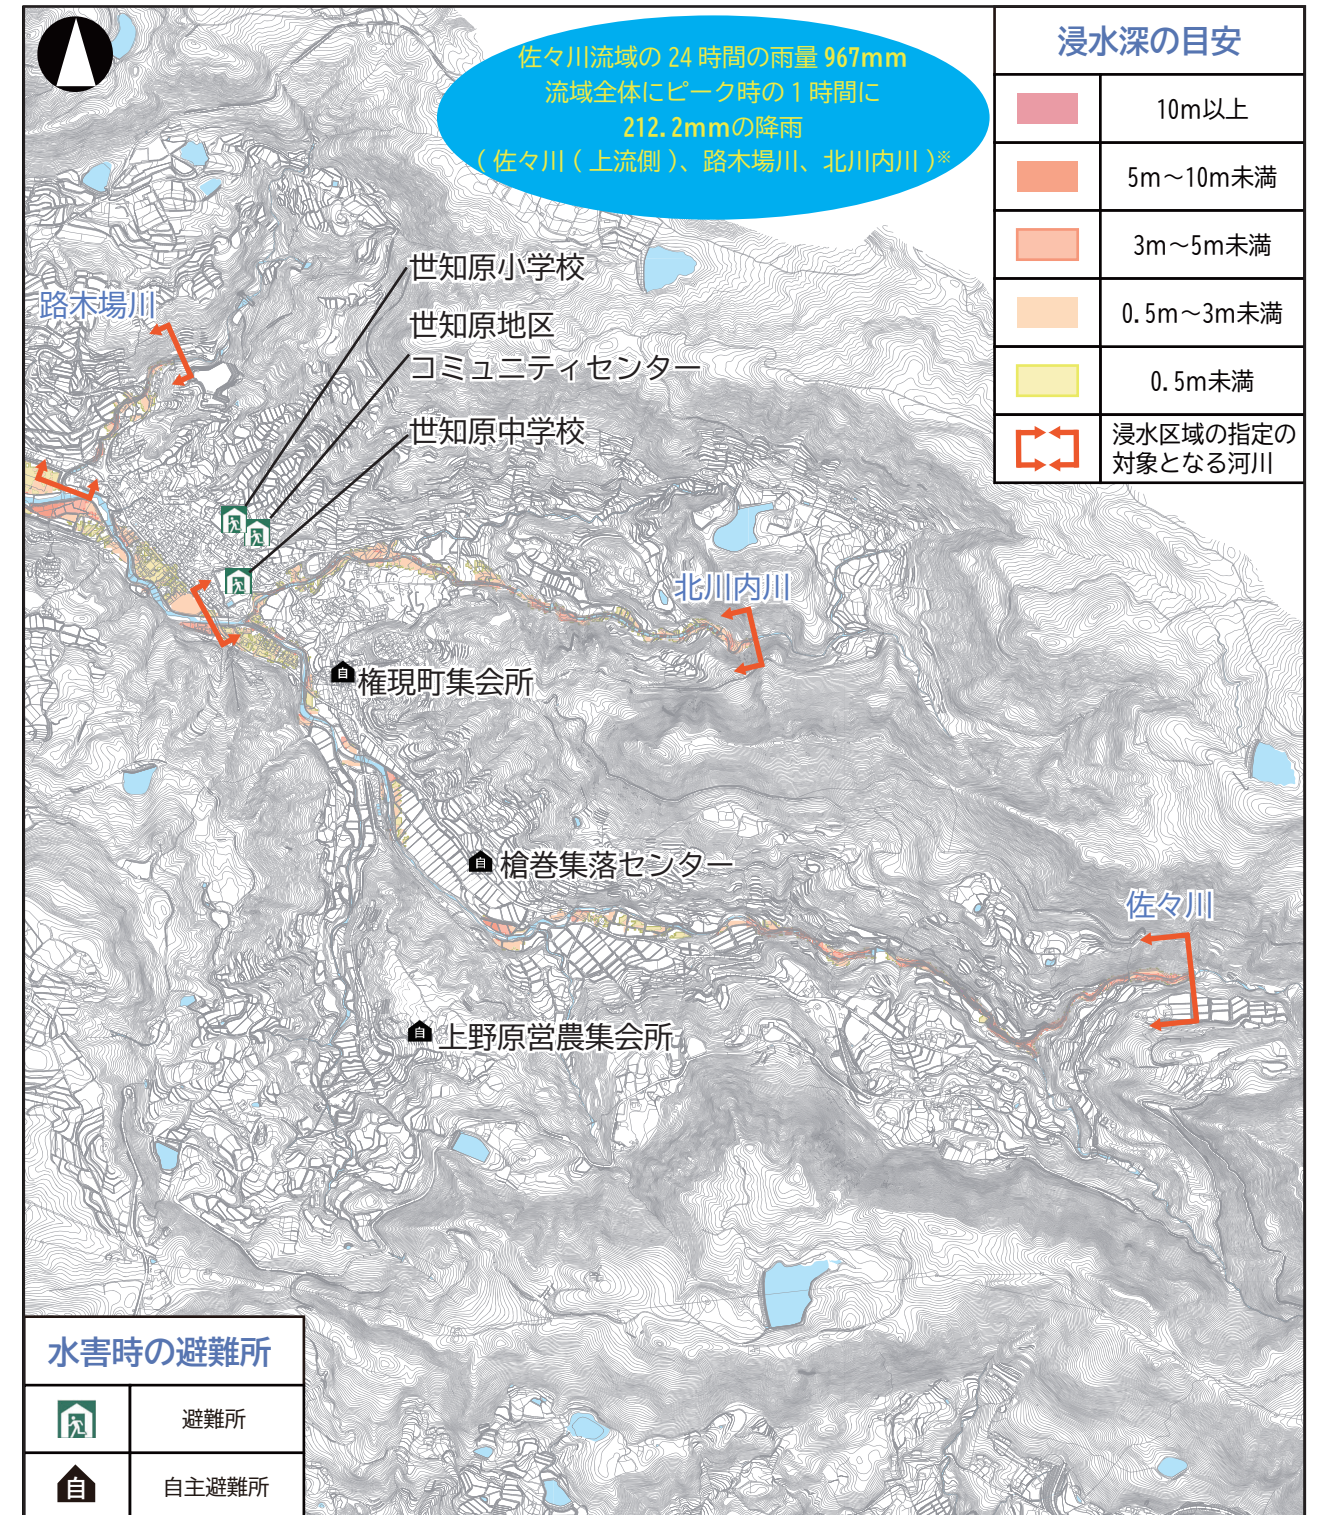 佐々川流域の 24 時間の雨量 967mm
流域全体にピーク時の 1 時間に
212.2mmの降雨
( 佐々川 ( 上流側 )、路木場川、北川内川 )※
浸水深の目安
10m以上
5m～10m未満
3m～5m未満
0.5m～3m未満
0.5m未満
浸水区域の指定の
対象となる河川
世知原小学校
路木場川
世知原地区
コミュニティセンター
世知原中学校
北川内川
自
権現町集会所
自
槍巻集落センター
佐々川
自
上野原営農集会所
水害時の避難所
避難所
自
自主避難所